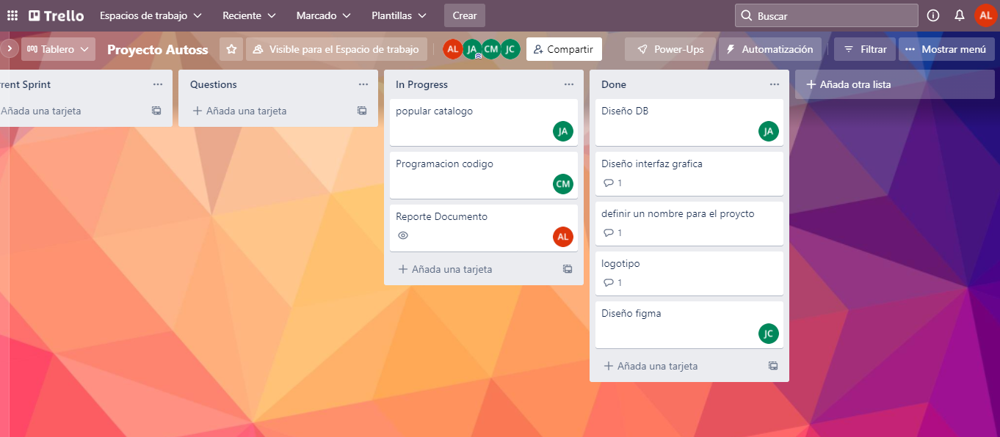 Trello Espacios de trabajo Reciente Marcado Plantillas Crear Buscar AL
Tablero Proyecto Autoss Visible para el Espacio de trabajo AL JA CM JC Compartir Power-Ups Automatización Filtrar Mostrar menú
rent Sprint
Añada una tarjeta
Questions
Añada una tarjeta
In Progress
popular catalogo
JA
Programacion codigo
CM
Reporte Documento
AL
Añada una tarjeta
Done
Diseño DB
JA
Diseño interfaz grafica
1
definir un nombre para el proycto
1
logotipo
1
Diseño figma
JC
Añada una tarjeta
Añada otra lista